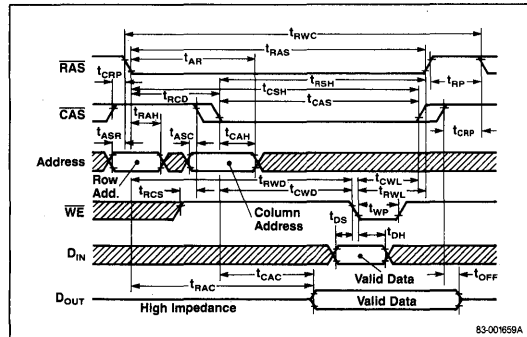 tRWC
tRAS
tAR
RAS
tCRP
tRSH
tRP
tCSH
tRCD
tCAS
CAS
tRAH
tASR
tASC
tCAH
tCRP
Address
Row Add.
tRWD
tCWL
tRCS
Column Address
tCWD
tRWL
WE
tDS
tWP
tDH
DIN
tCAC
Valid Data
tOFF
tRAC
DOUT
High Impedance
Valid Data
83-001659A